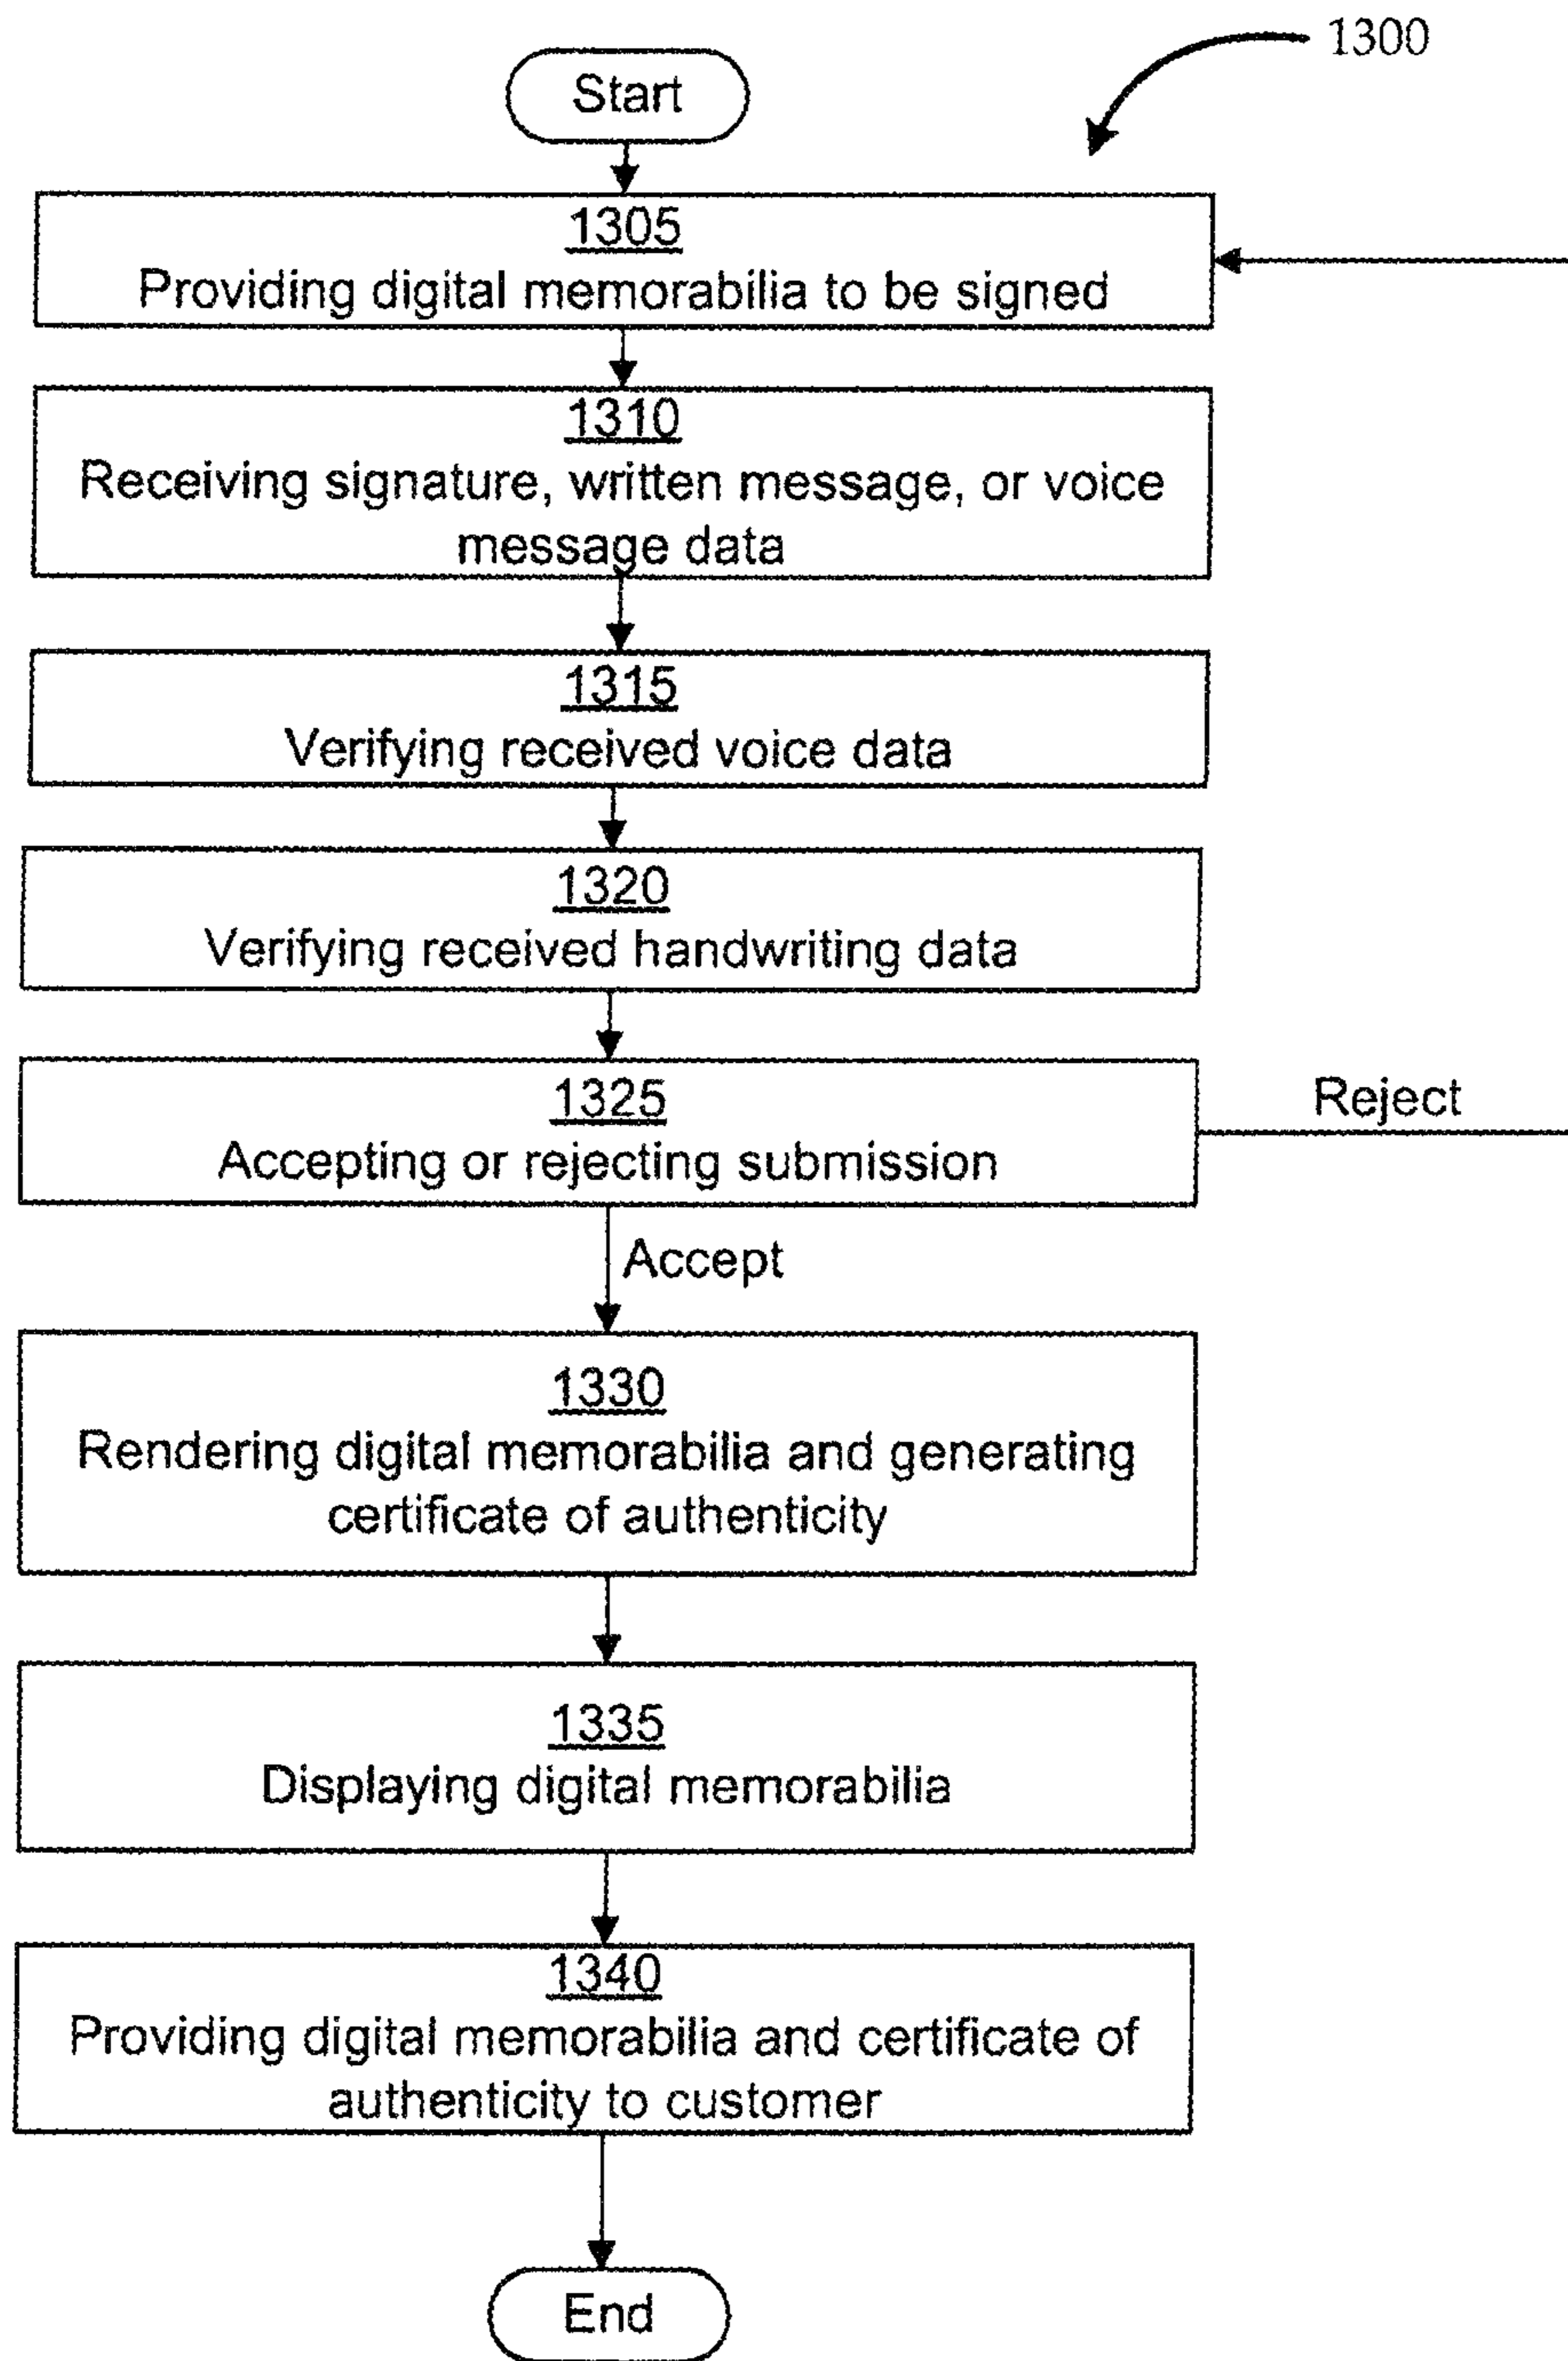 1300
Start
1305
Providing digital memorabilia to be signed
1310
Receiving signature, written message, or voice
message data
1315
Verifying received voice data
1320
Verifying received handwriting data
1325
Accepting or rejecting submission
Reject
Accept
1330
Rendering digital memorabilia and generating
certificate of authenticity
1335
Displaying digital memorabilia
1340
Providing digital memorabilia and certificate of
authenticity to customer
End